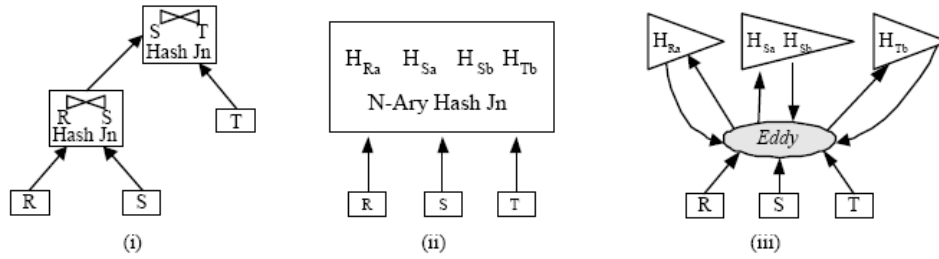 S T
Hash Jn
R S
Hash Jn
T
R S
(i)
H_Ra H_Sa H_Sb H_Tb
N-Ary Hash Jn
R S T
(ii)
H_Ra H_Sa H_Sb H_Tb
Eddy
R S T
(iii)